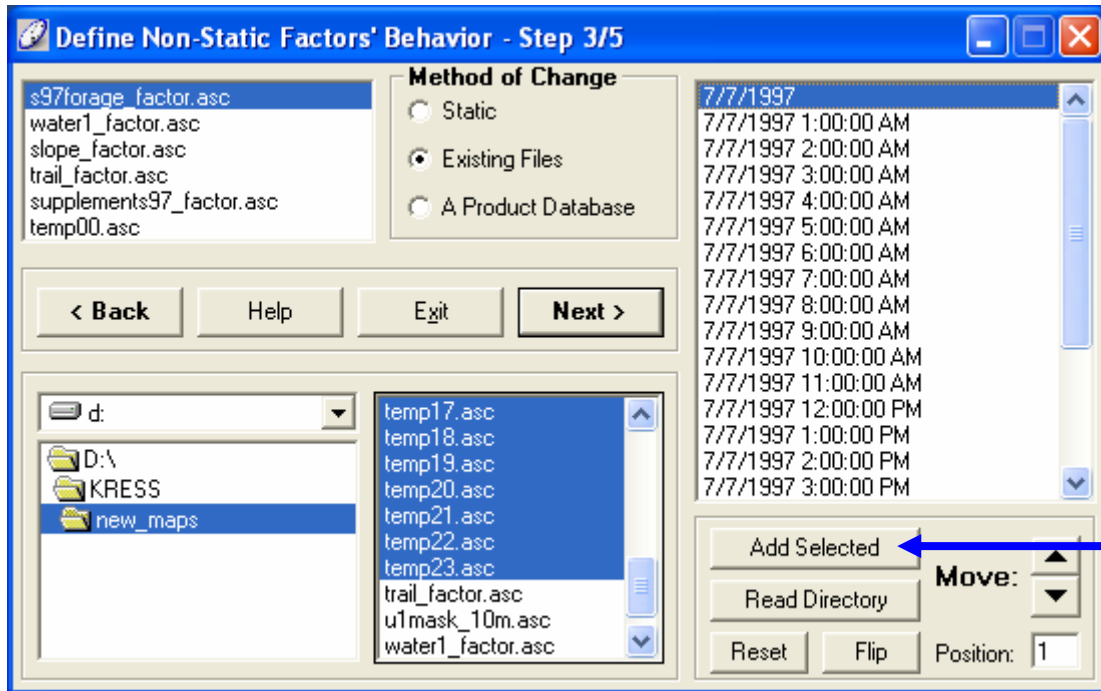 Define Non-Static Factors' Behavior - Step 3/5
s97forage_factor.asc
water1_factor.asc
slope_factor.asc
trail_factor.asc
supplements97_factor.asc
temp00.asc
Method of Change
Static
Existing Files
A Product Database
< Back
Help
Exit
Next >
d:
D:\
KRESS
new_maps
temp17.asc
temp18.asc
temp19.asc
temp20.asc
temp21.asc
temp22.asc
temp23.asc
trail_factor.asc
u1mask_10m.asc
water1_factor.asc
7/7/1997
7/7/1997 1:00:00 AM
7/7/1997 2:00:00 AM
7/7/1997 3:00:00 AM
7/7/1997 4:00:00 AM
7/7/1997 5:00:00 AM
7/7/1997 6:00:00 AM
7/7/1997 7:00:00 AM
7/7/1997 8:00:00 AM
7/7/1997 9:00:00 AM
7/7/1997 10:00:00 AM
7/7/1997 11:00:00 AM
7/7/1997 12:00:00 PM
7/7/1997 1:00:00 PM
7/7/1997 2:00:00 PM
7/7/1997 3:00:00 PM
Add Selected
Read Directory
Move:
Reset
Flip
Position: 1